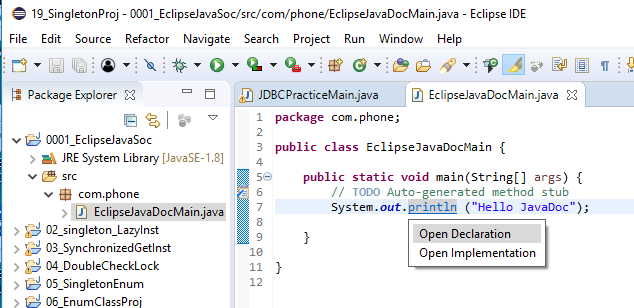 19_SingletonProj - 0001_EclipseJavaSoc/src/com/phone/EclipseJavaDocMain.java - Eclipse IDE
File Edit Source Refactor Navigate Search Project Run Window Help
Package Explorer
0001_EclipseJavaSoc
JRE System Library [JavaSE-1.8]
src
com.phone
EclipseJavaDocMain.java
02_singleton_LazyInst
03_SynchronizedGetInst
04_DoubleCheckLock
05_SingletonEnum
06_EnumClassProj
JDBCPracticeMain.java EclipseJavaDocMain.java
1 package com.phone;
2
3 public class EclipseJavaDocMain {
4
5 public static void main(String[] args) {
6 // TODO Auto-generated method stub
7 System.out.println ("Hello JavaDoc");
8
9 }
10
11 }
12
Open Declaration
Open Implementation